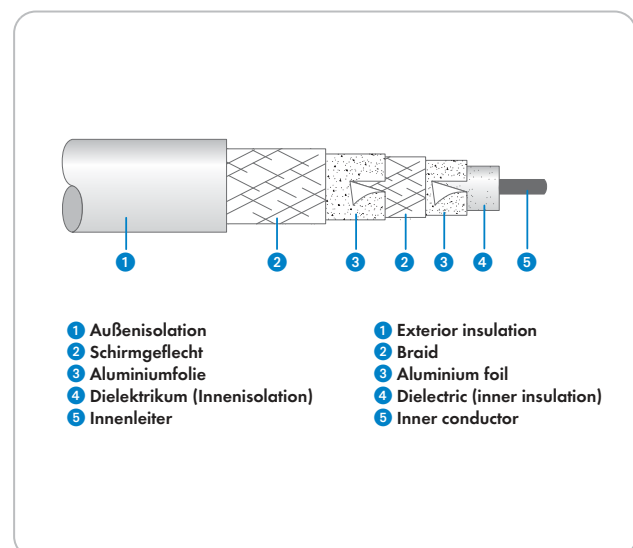 1 2 3 2 3 4 5
1 Außenisolation
2 Schirmgeflecht
3 Aluminiumfolie
4 Dielektrikum (Innenisolation)
5 Innenleiter
1 Exterior insulation
2 Braid
3 Aluminium foil
4 Dielectric (inner insulation)
5 Inner conductor